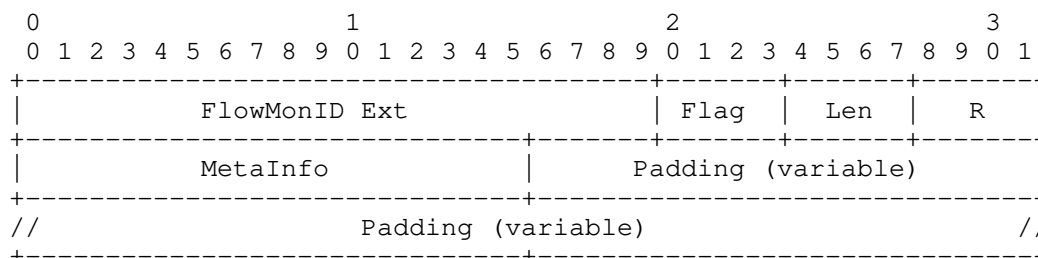 0                   1                   2                   3
0 1 2 3 4 5 6 7 8 9 0 1 2 3 4 5 6 7 8 9 0 1 2 3 4 5 6 7 8 9 0 1
+---------------------------------------+-------+-------+-------
|           FlowMonID Ext               | Flag  |  Len  |   R
+-------------------------------+-------+-------+-------+-------
|           MetaInfo            |      Padding (variable)
+-------------------------------+-------------------------------
//                    Padding (variable)                       //
+-------------------------------+-------------------------------